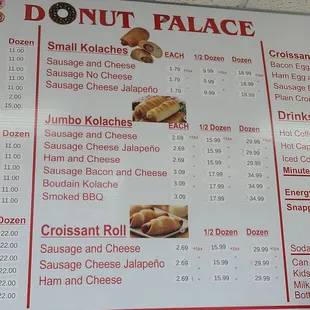 DONUT PALACE
Dozen
11.00
11.00
11.00
11.00
11.00
2.00
15.00
Dozen
11.00
11.00
11.00
11.00
11.00
11.00
Dozen
22.00
22.00
22.00
22.00
22.00
22.00
Small Kolaches EACH 1/2 Dozen Dozen
Sausage and Cheese 1.79 9.99 18.99
Sausage No Cheese 1.79 9.99 18.99
Sausage Cheese Jalapeño 1.79 9.99 18.99
Jumbo Kolaches EACH 1/2 Dozen Dozen
Sausage and Cheese 2.69 15.99 29.99
Sausage Cheese Jalapeño 2.69 15.99 29.99
Ham and Cheese 2.69 15.99 29.99
Sausage Bacon and Cheese 3.09 17.99 34.99
Boudain Kolache 3.09 17.99 34.99
Smoked BBQ 3.09 17.99 34.99
Croissant Roll 1/2 Dozen Dozen
Sausage and Cheese 2.69 15.99 29.99
Sausage Cheese Jalapeño 2.69 15.99 29.99
Ham and Cheese 2.69 15.99 29.99
Croissant
Bacon Egg
Ham Egg
Sausage
Plain Cro
Drinks
Hot Coffe
Hot Cap
Iced Co
Minute
Energy
Snapp
Soda
Can
Kids
Milk
Bott